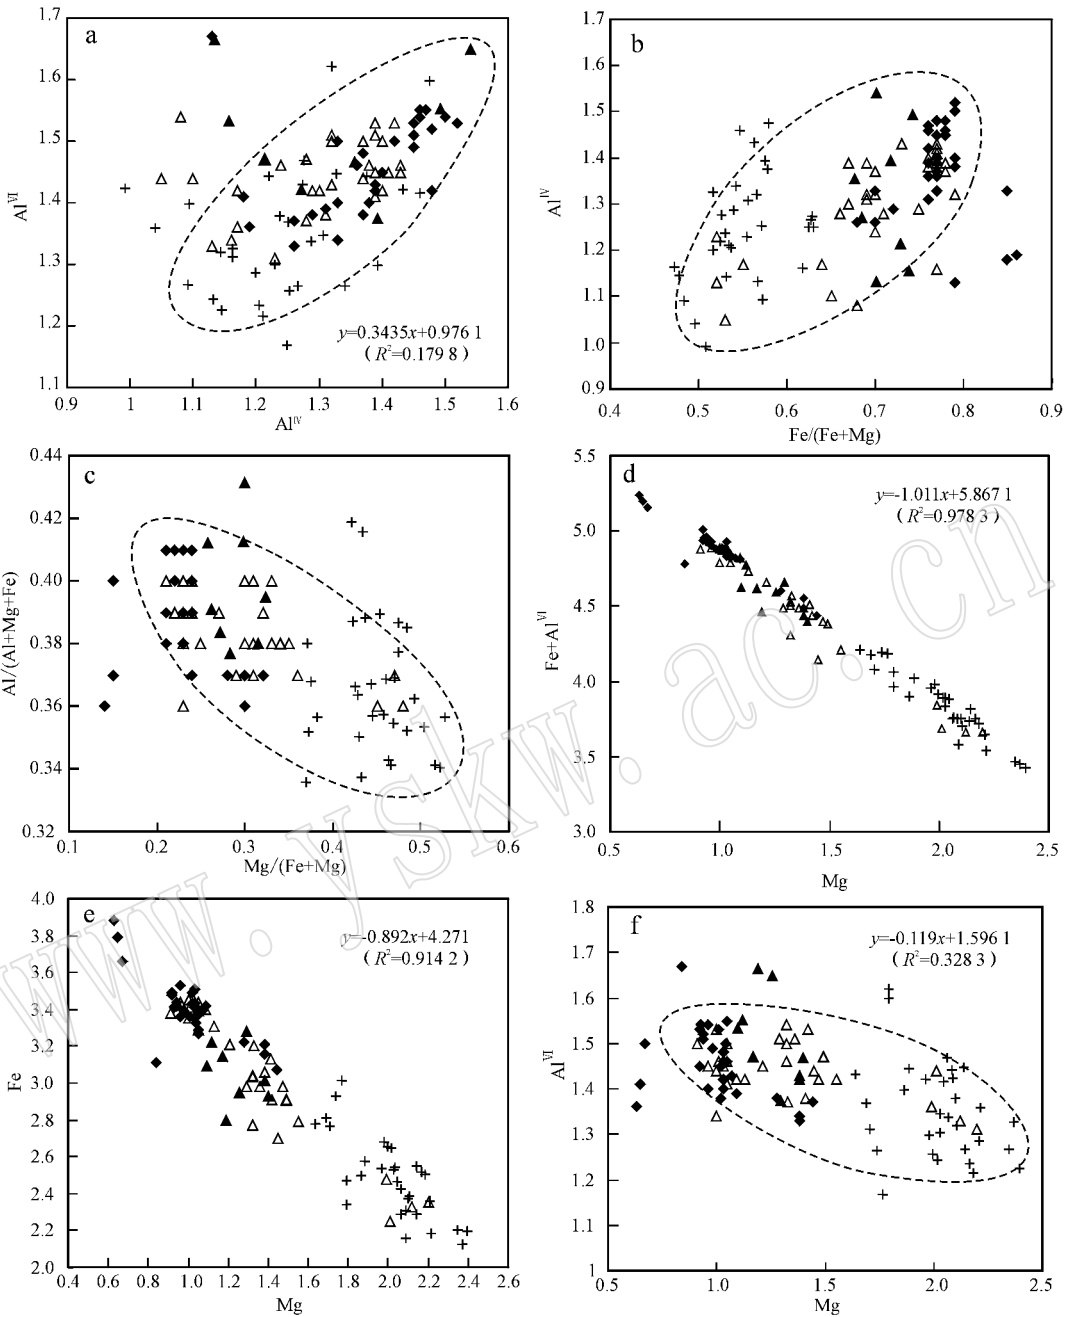 a
1.7
1.6
1.5
1.4
1.3
1.2
1.1
Al^VI
y=0.3435x+0.976 1
(R²=0.179 8)
0.9 1 1.1 1.2 1.3 1.4 1.5 1.6
Al^IV
b
1.7
1.6
1.5
1.4
1.3
1.2
1.1
1.0
0.9
Al^IV
0.4 0.5 0.6 0.7 0.8 0.9
Fe/(Fe+Mg)
c
0.44
0.42
0.40
0.38
0.36
0.34
0.32
Al/(Al+Mg+Fe)
0.1 0.2 0.3 0.4 0.5 0.6
Mg/(Fe+Mg)
d
5.5
5.0
4.5
4.0
3.5
3.0
Fe+Al^VI
y=-1.011x+5.867 1
(R²=0.978 3)
0.5 1.0 1.5 2.0 2.5
Mg
e
4.0
3.8
3.6
3.4
3.2
3.0
2.8
2.6
2.4
2.2
2.0
Fe
y=-0.892x+4.271
(R²=0.914 2)
0.4 0.6 0.8 1.0 1.2 1.4 1.6 1.8 2.0 2.2 2.4 2.6
Mg
f
1.8
1.7
1.6
1.5
1.4
1.3
1.2
1.1
1
Al^VI
y=-0.119x+1.596 1
(R²=0.328 3)
0.5 1.0 1.5 2.0 2.5
Mg
www.yskw.ac.cn